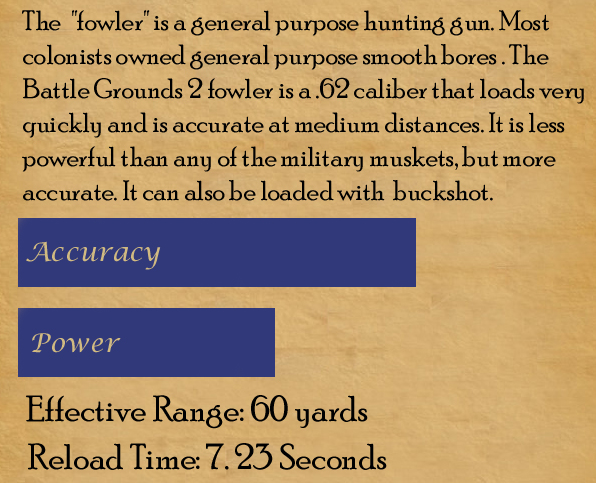 The "fowler" is a general purpose hunting gun. Most
colonists owned general purpose smooth bores . The
Battle Grounds 2 fowler is a .62 caliber that loads very
quickly and is accurate at medium distances. It is less
powerful than any of the military muskets, but more
accurate. It can also be loaded with buckshot.
Accuracy
Power
Effective Range: 60 yards
Reload Time: 7.23 Seconds